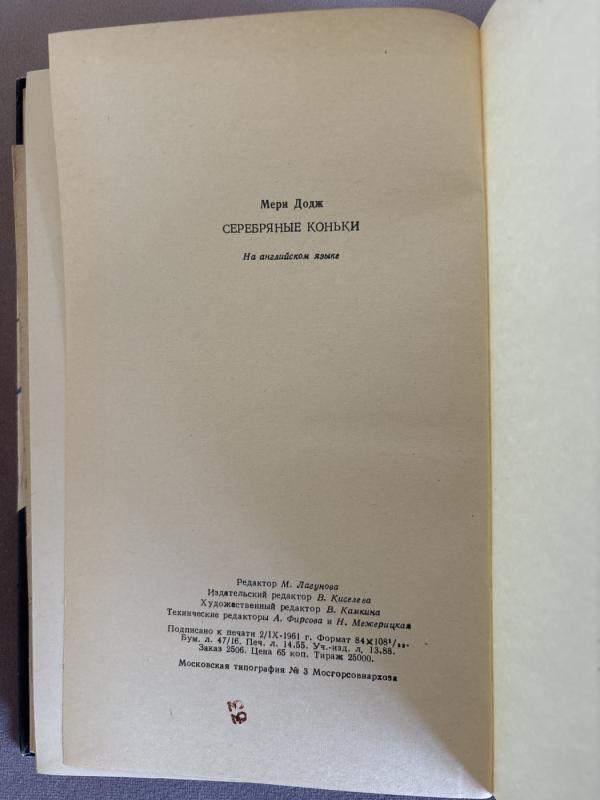 Мери Додж
СЕРЕБРЯНЫЕ КОНЬКИ
На английском языке
Редактор М. Лагунова
Издательский редактор В. Киселева
Художественный редактор В. Камкина
Технические редакторы А. Фирсова и Н. Межерицкая
Подписано к печати 2/IX-1961 г. Формат 84×108¹/₃₂.
Бум. л. 47/16. Печ. л. 14.55. Уч.-изд. л. 13.88.
Заказ 2506. Цена 65 коп. Тираж 25000.
Московская типография № 3 Мосгорсовнархоза